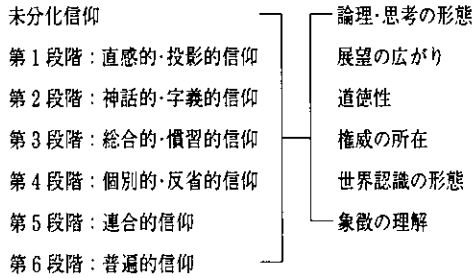 未分化信仰
第1段階：直感的·投影的信仰
第2段階：神話的·字義的信仰
第3段階：総合的·慣習的信仰
第4段階：個別的·反省的信仰
第5段階：連合的信仰
第6段階：普遍的信仰
論理·思考の形態
展望の広がり
道徳性
権威の所在
世界認識の形態
象徴の理解